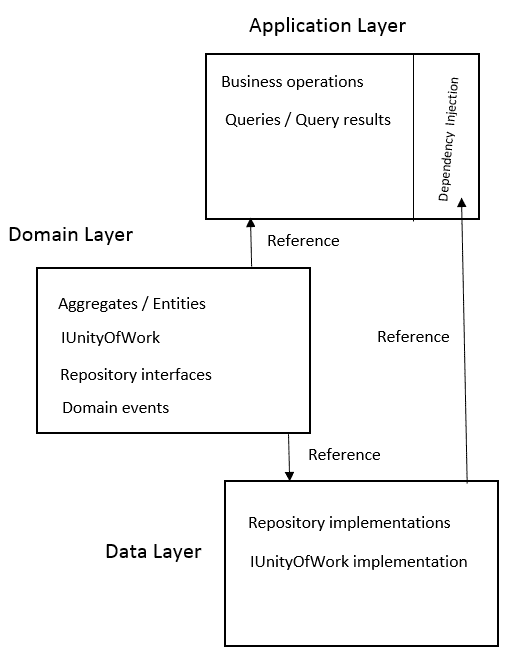 Application Layer
Business operations
Queries / Query results
Dependency Injection
Reference
Domain Layer
Aggregates / Entities
IUnityOfWork
Repository interfaces
Domain events
Reference
Reference
Data Layer
Repository implementations
IUnityOfWork implementation